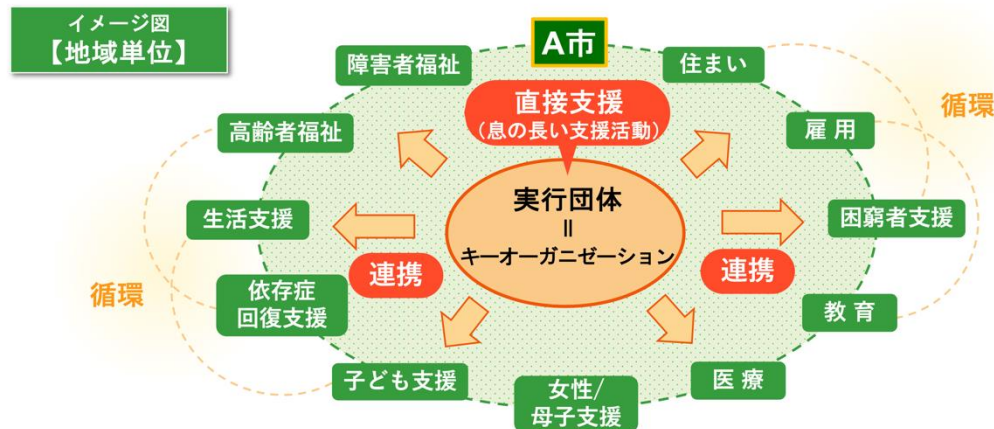 イメージ図
【地域単位】
A市
障害者福祉
住まい
直接支援
(息の長い支援活動)
循環
高齢者福祉
雇 用
実行団体
＝
キーオーガニゼーション
生活支援
困窮者支援
連携
連携
循環
依存症
回復支援
教 育
子ども支援
医 療
女性/
母子支援